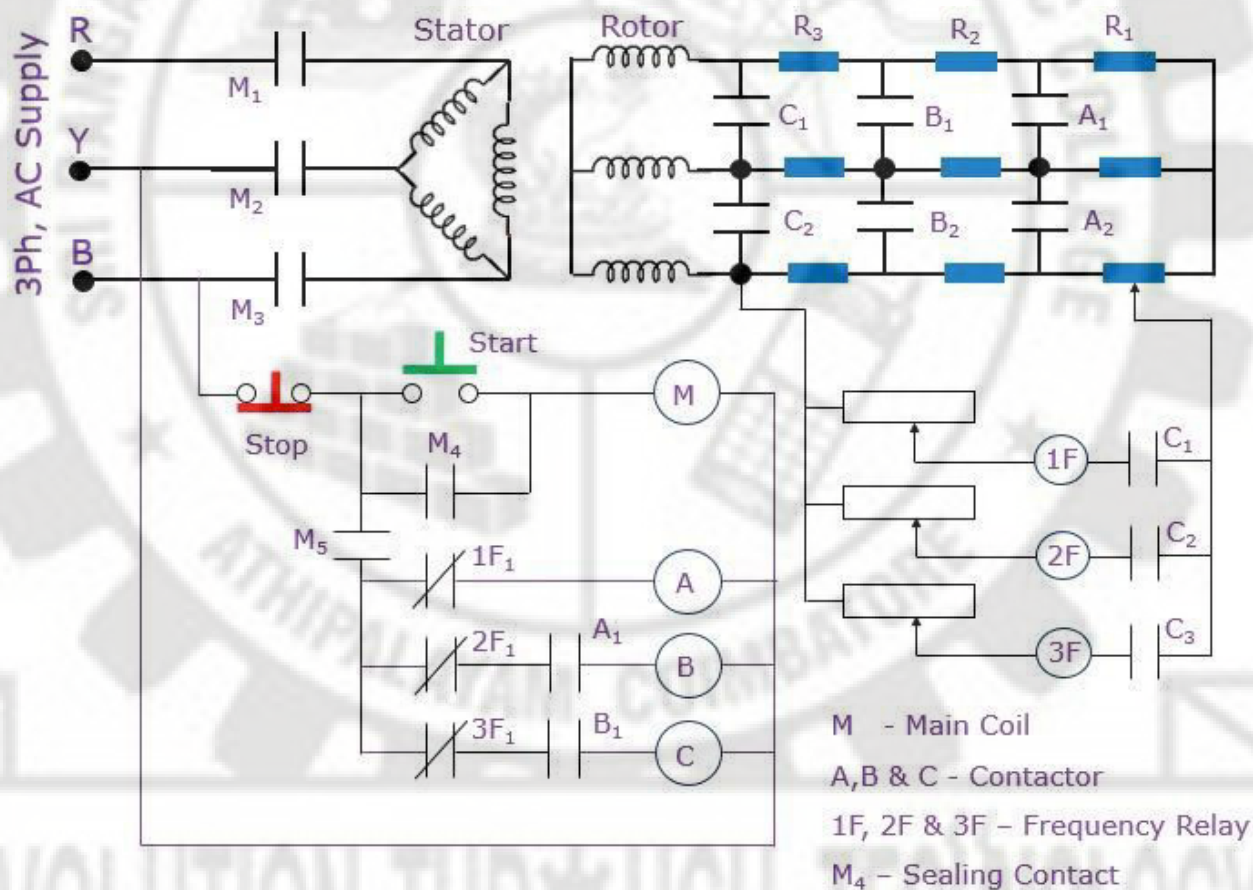 3Ph, AC Supply
R
Y
B
M₁
M₂
M₃
Stator
Rotor
R₃
R₂
R₁
C₁
B₁
A₁
C₂
B₂
A₂
Start
Stop
M
M₄
M₅
1F₁
A
2F₁
A₁
B
3F₁
B₁
C
1F
C₁
2F
C₂
3F
C₃
M - Main Coil
A,B & C - Contactor
1F, 2F & 3F – Frequency Relay
M₄ – Sealing Contact
ATHIPALAYAM COIMBATORE